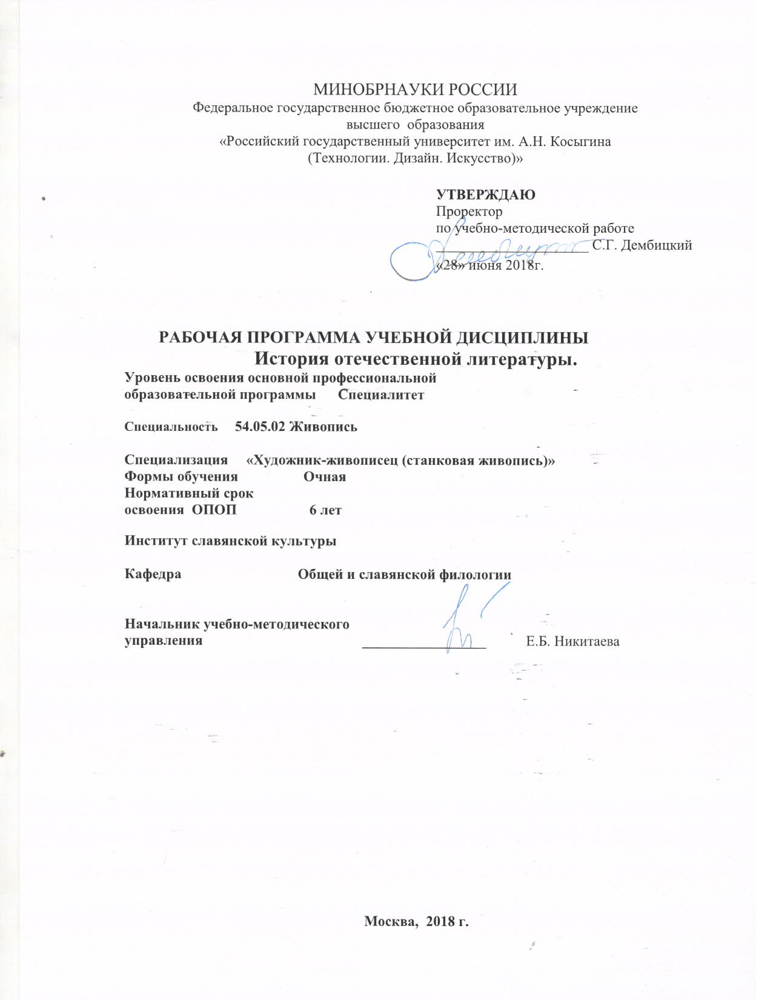 МИНОБРНАУКИ РОССИИ
Федеральное государственное бюджетное образовательное учреждение
высшего образования
«Российский государственный университет им. А.Н. Косыгина
(Технологии. Дизайн. Искусство)»
УТВЕРЖДАЮ
Проректор
по учебно-методической работе
_____________________ С.Г. Дембицкий
«28» июня 2018г.
РАБОЧАЯ ПРОГРАММА УЧЕБНОЙ ДИСЦИПЛИНЫ
История отечественной литературы.
Уровень освоения основной профессиональной
образовательной программы Специалитет
Специальность 54.05.02 Живопись
Специализация «Художник-живописец (станковая живопись)»
Формы обучения Очная
Нормативный срок
освоения ОПОП 6 лет
Институт славянской культуры
Кафедра Общей и славянской филологии
Начальник учебно-методического
управления _________________ Е.Б. Никитаева
Москва, 2018 г.